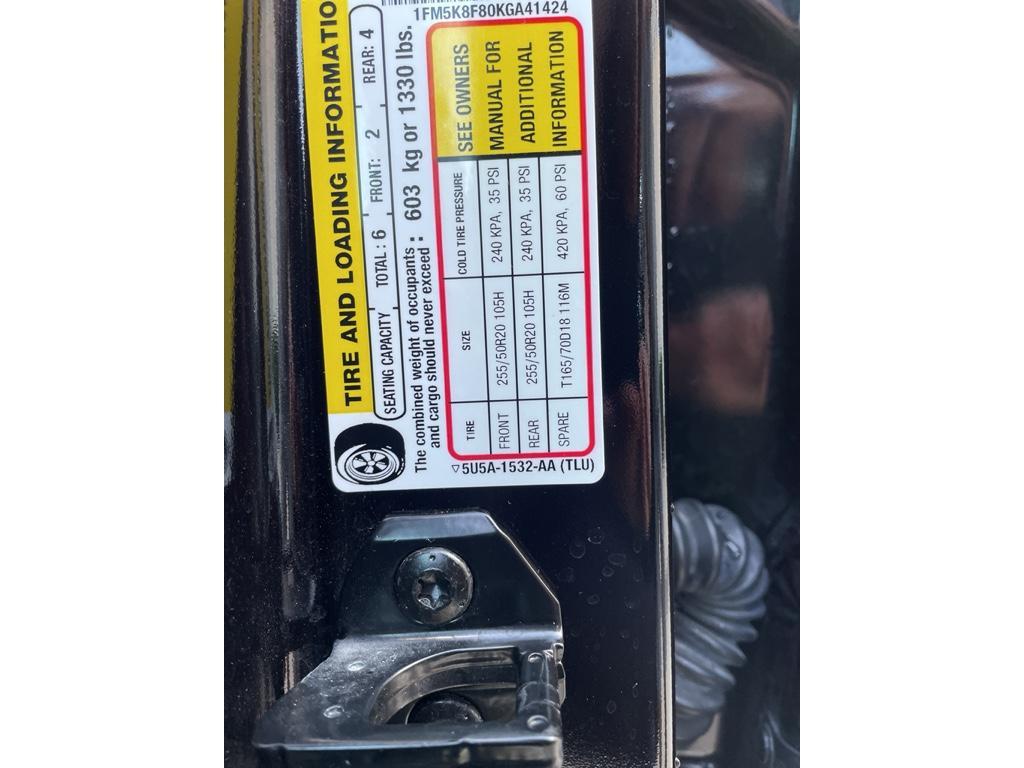 1FM5K8F80KGA41424
TIRE AND LOADING INFORMATIO
SEATING CAPACITY TOTAL : 6 FRONT: 2 REAR: 4
The combined weight of occupants : 603 kg or 1330 lbs.
and cargo should never exceed :
TIRE SIZE COLD TIRE PRESSURE SEE OWNERS
FRONT 255/50R20 105H 240 KPA, 35 PSI MANUAL FOR
REAR 255/50R20 105H 240 KPA, 35 PSI ADDITIONAL
SPARE T165/70D18 116M 420 KPA, 60 PSI INFORMATION
▽5U5A-1532-AA (TLU)